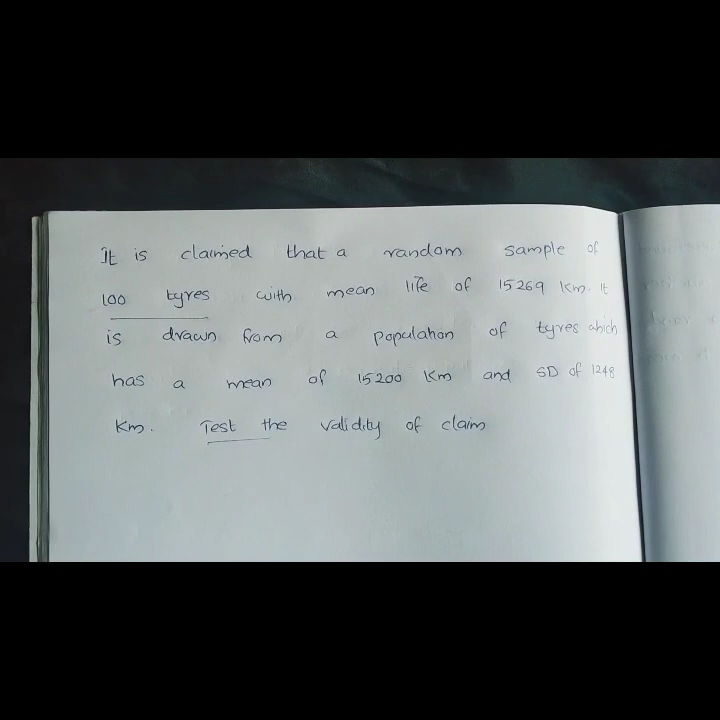 It is claimed that a random sample of
100 tyres with mean life of 15269 Km. It
is drawn from a population of tyres which
has a mean of 15200 Km and SD of 1248
Km. Test the validity of claim